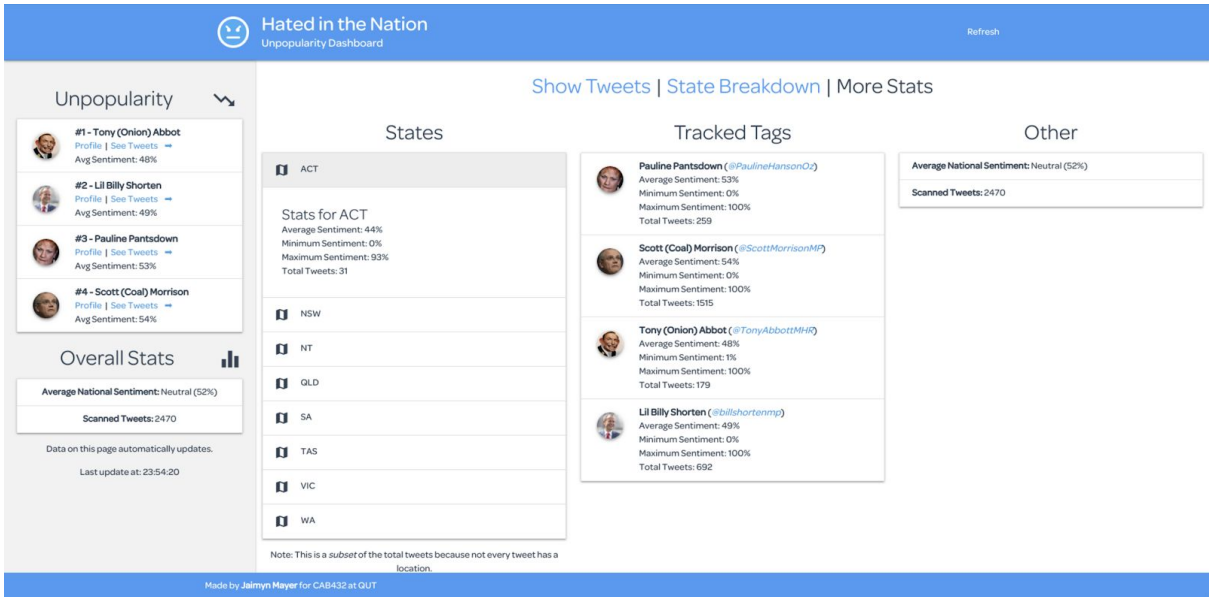 Hated in the Nation
Unpopularity Dashboard
Refresh
Unpopularity
#1 - Tony (Onion) Abbot
Profile | See Tweets ➡
Avg Sentiment: 48%
#2 - Lil Billy Shorten
Profile | See Tweets ➡
Avg Sentiment: 49%
#3 - Pauline Pantsdown
Profile | See Tweets ➡
Avg Sentiment: 53%
#4 - Scott (Coal) Morrison
Profile | See Tweets ➡
Avg Sentiment: 54%
Overall Stats
Average National Sentiment: Neutral (52%)
Scanned Tweets: 2470
Data on this page automatically updates.
Last update at: 23:54:20
Show Tweets | State Breakdown | More Stats
States
ACT
Stats for ACT
Average Sentiment: 44%
Minimum Sentiment: 0%
Maximum Sentiment: 93%
Total Tweets: 31
NSW
NT
QLD
SA
TAS
VIC
WA
Note: This is a subset of the total tweets because not every tweet has a
location.
Tracked Tags
Pauline Pantsdown (@PaulineHansonOz)
Average Sentiment: 53%
Minimum Sentiment: 0%
Maximum Sentiment: 100%
Total Tweets: 259
Scott (Coal) Morrison (@ScottMorrisonMP)
Average Sentiment: 54%
Minimum Sentiment: 0%
Maximum Sentiment: 100%
Total Tweets: 1515
Tony (Onion) Abbot (@TonyAbbottMHR)
Average Sentiment: 48%
Minimum Sentiment: 1%
Maximum Sentiment: 100%
Total Tweets: 179
Lil Billy Shorten (@billshortenmp)
Average Sentiment: 49%
Minimum Sentiment: 0%
Maximum Sentiment: 100%
Total Tweets: 692
Other
Average National Sentiment: Neutral (52%)
Scanned Tweets: 2470
Made by Jaimyn Mayer for CAB432 at QUT